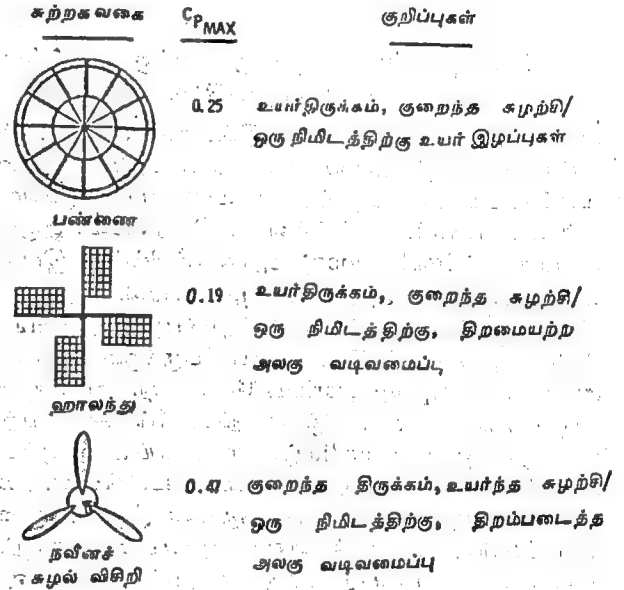 சுற்றக வகை C P MAX குறிப்புகள்
0.25 உயர்திருக்கம், குறைந்த சுழற்சி/
ஒரு நிமிடத்திற்கு உயர் இழப்புகள்
பண்ணை
0.19 உயர்திருக்கம், குறைந்த சுழற்சி/
ஒரு நிமிடத்திற்கு, திறமையற்ற
அலகு வடிவமைப்பு
ஹாலந்து
0.47 குறைந்த திருக்கம், உயர்ந்த சுழற்சி/
ஒரு நிமிடத்திற்கு, திறம்படைத்த
அலகு வடிவமைப்பு
நவீனச்
சுழல் விசிறி